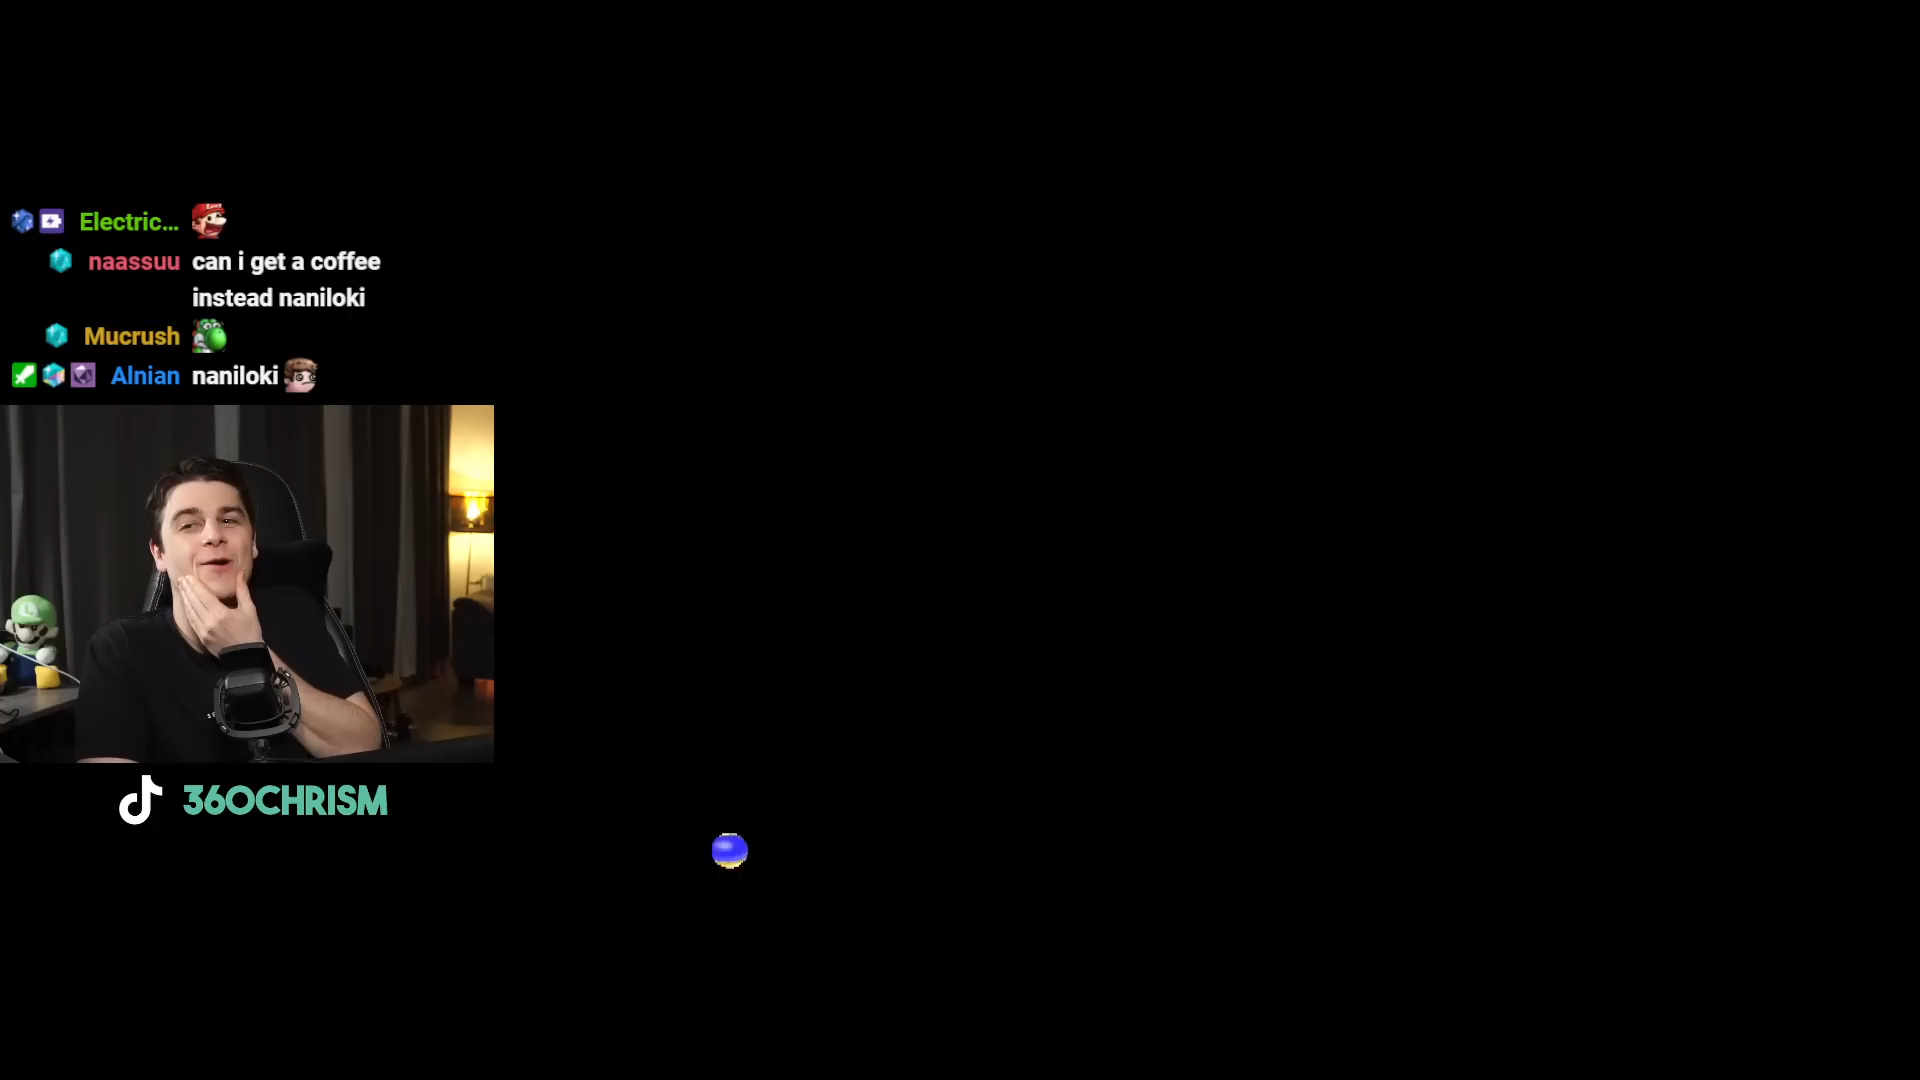 Electric...
naassuu can i get a coffee
instead naniloki
Mucrush
Alnian naniloki
360CHRISM